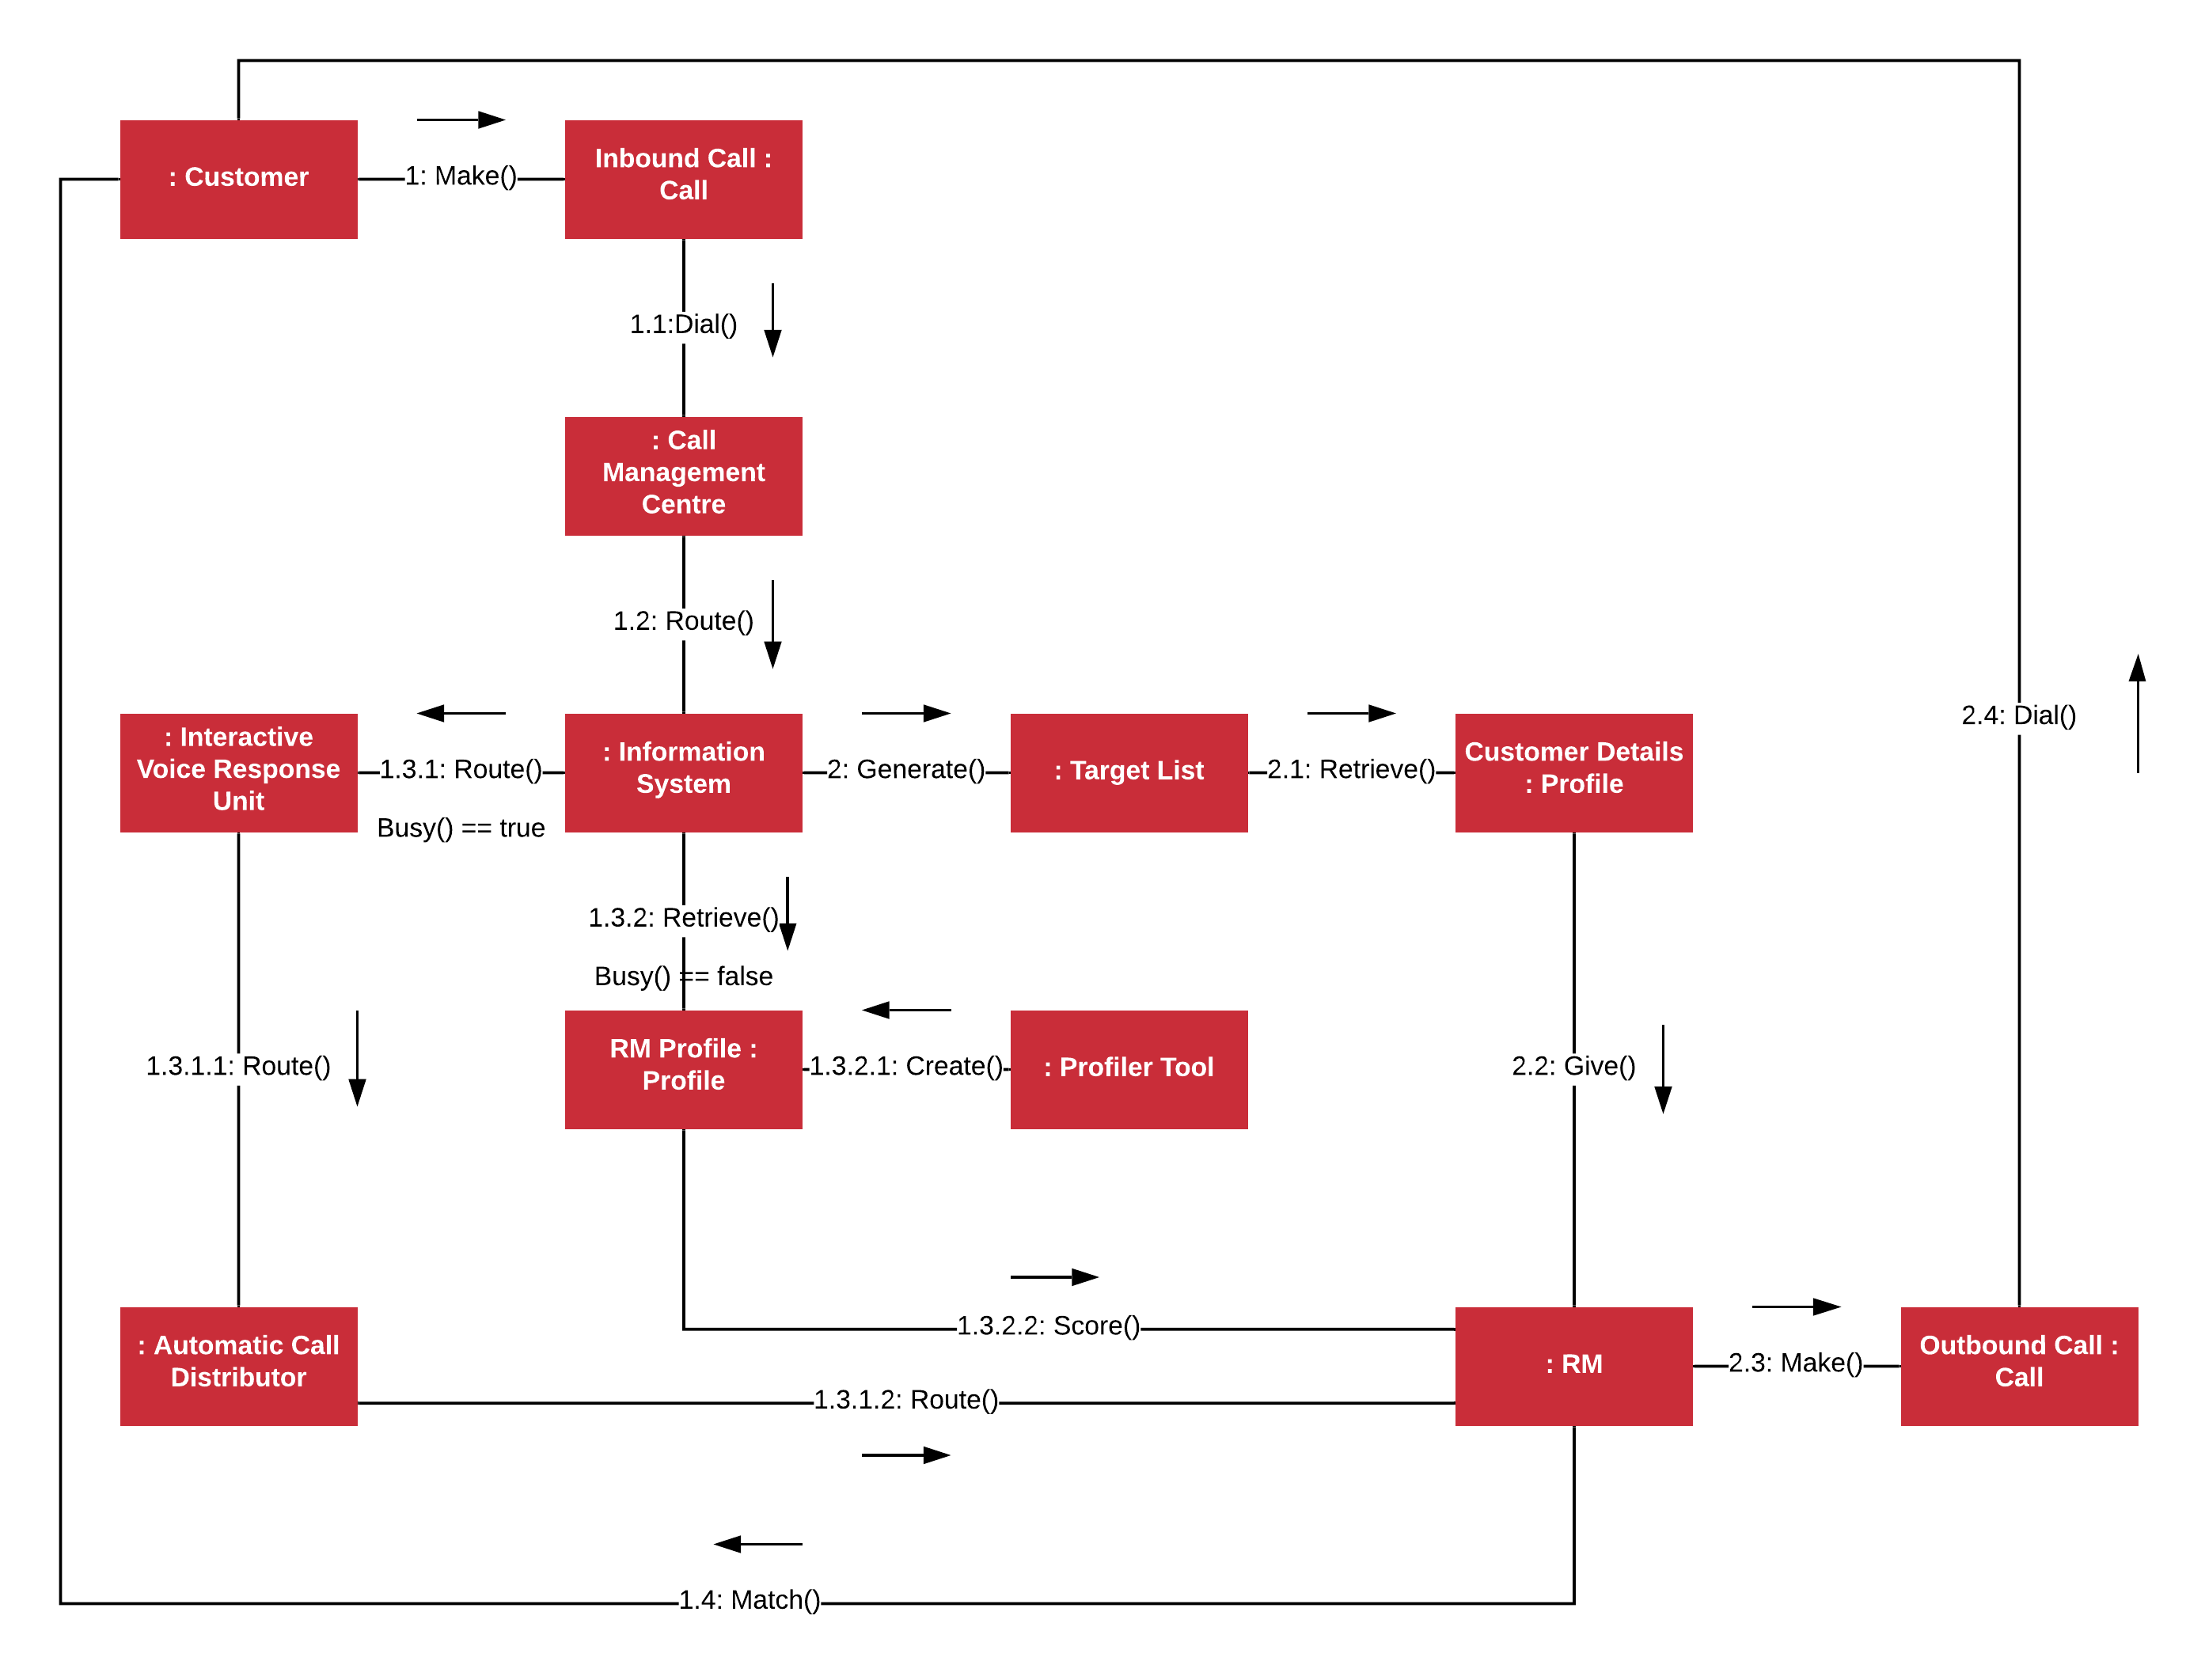 : Customer
1: Make()
Inbound Call :
Call
1.1:Dial()
: Call
Management
Centre
1.2: Route()
: Interactive
Voice Response
Unit
1.3.1: Route()
Busy() == true
: Information
System
2: Generate()
: Target List
2.1: Retrieve()
Customer Details
: Profile
2.4: Dial()
1.3.2: Retrieve()
Busy() == false
1.3.1.1: Route()
RM Profile :
Profile
1.3.2.1: Create()
: Profiler Tool
2.2: Give()
1.3.2.2: Score()
: Automatic Call
Distributor
1.3.1.2: Route()
: RM
2.3: Make()
Outbound Call :
Call
1.4: Match()